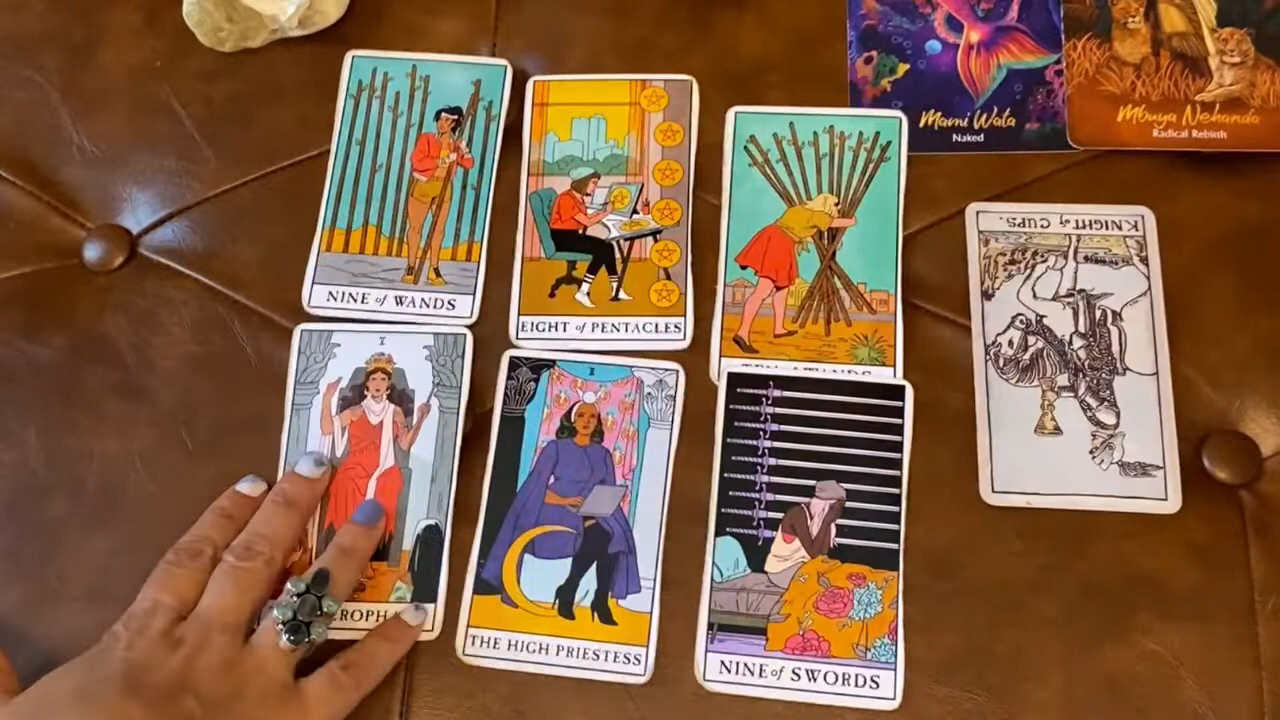 Mami Wata
Naked
Mbuya Nehanda
Radical Rebirth
NINE of WANDS
EIGHT of PENTACLES
KNIGHT of CUPS.
V
I
THE HIGH PRIESTESS
NINE of SWORDS